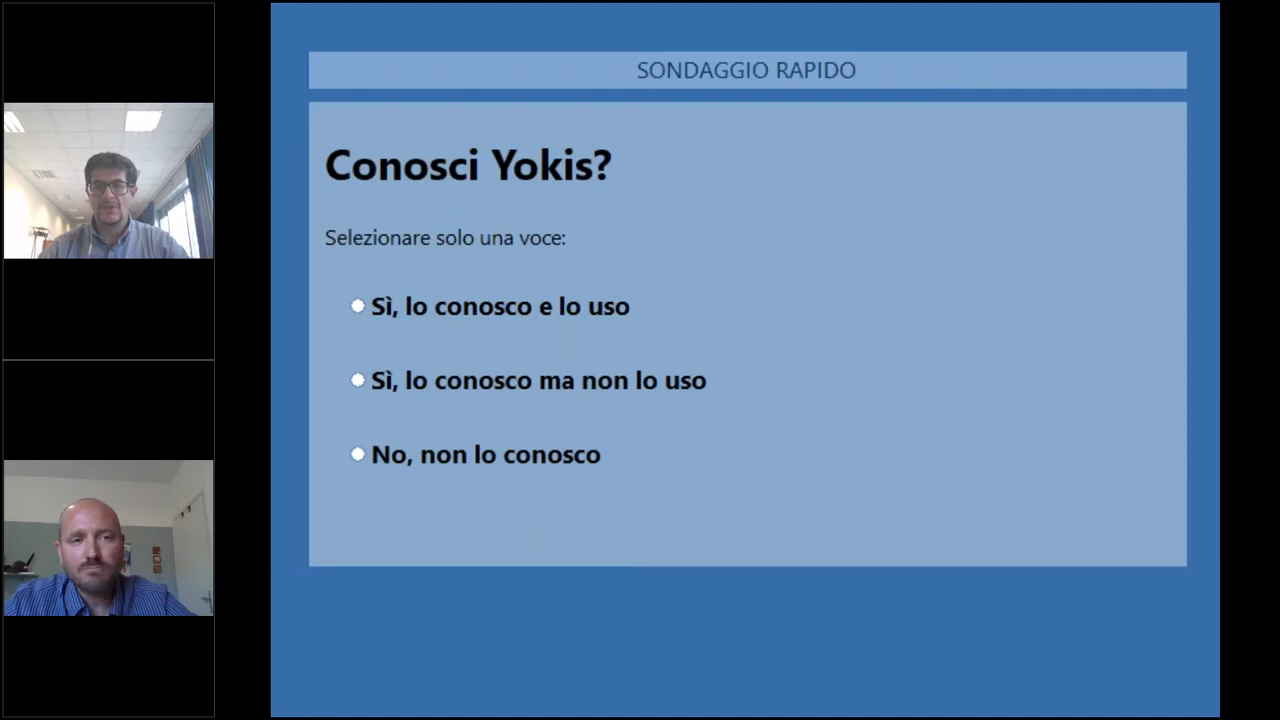 SONDAGGIO RAPIDO
Conosci Yokis?
Selezionare solo una voce:
Sì, lo conosco e lo uso
Sì, lo conosco ma non lo uso
No, non lo conosco